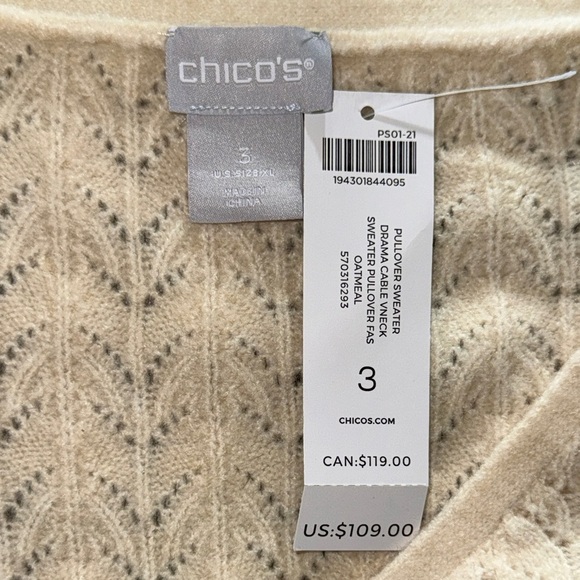 chico's®
3
U.S. SIZE XL
MADE IN
CHINA
PS01-21
194301844095
PULLOVER SWEATER
DRAMA CABLE VNECK
SWEATER PULLOVER FAS
OATMEAL
570316293
3
CHICOS.COM
CAN:$119.00
US:$109.00